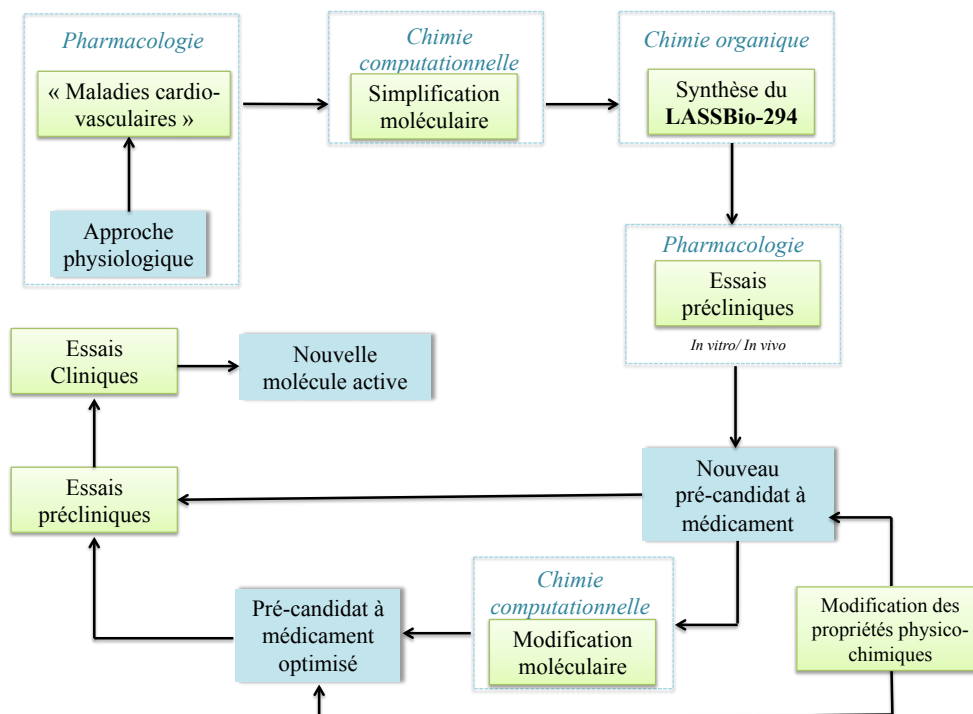 Pharmacologie
« Maladies cardio-
vasculaires »
Approche
physiologique
Chimie
computationnelle
Simplification
moléculaire
Chimie organique
Synthèse du
LASSBio-294
Pharmacologie
Essais
précliniques
In vitro/ In vivo
Essais
Cliniques
Nouvelle
molécule active
Essais
précliniques
Nouveau
pré-candidat à
médicament
Pré-candidat à
médicament
optimisé
Chimie
computationnelle
Modification
moléculaire
Modification des
propriétés physico-
chimiques